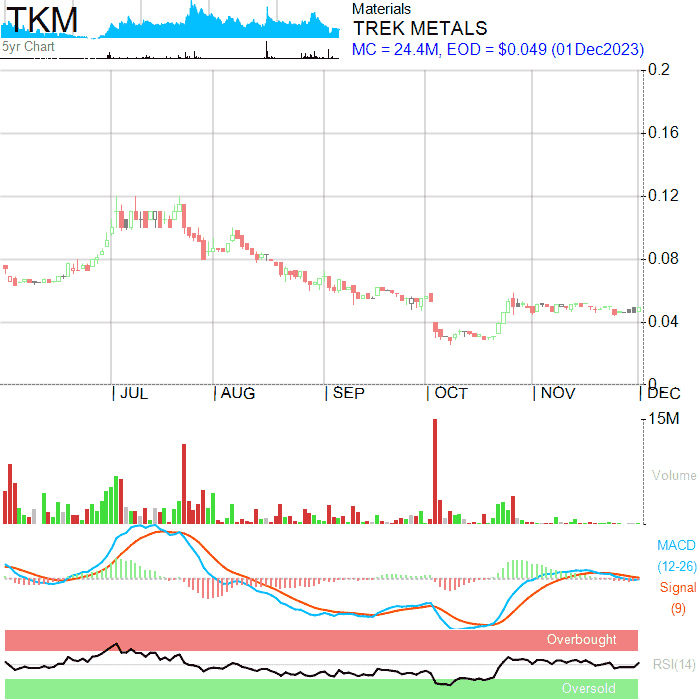 TKM
5yr Chart
Materials
TREK METALS
MC = 24.4M, EOD = $0.049 (01Dec2023)
0.2
0.16
0.12
0.08
0.04
0
JUL AUG SEP OCT NOV DEC
15M
Volume
MACD
(12-26)
Signal
(9)
Overbought
RSI(14)
Oversold